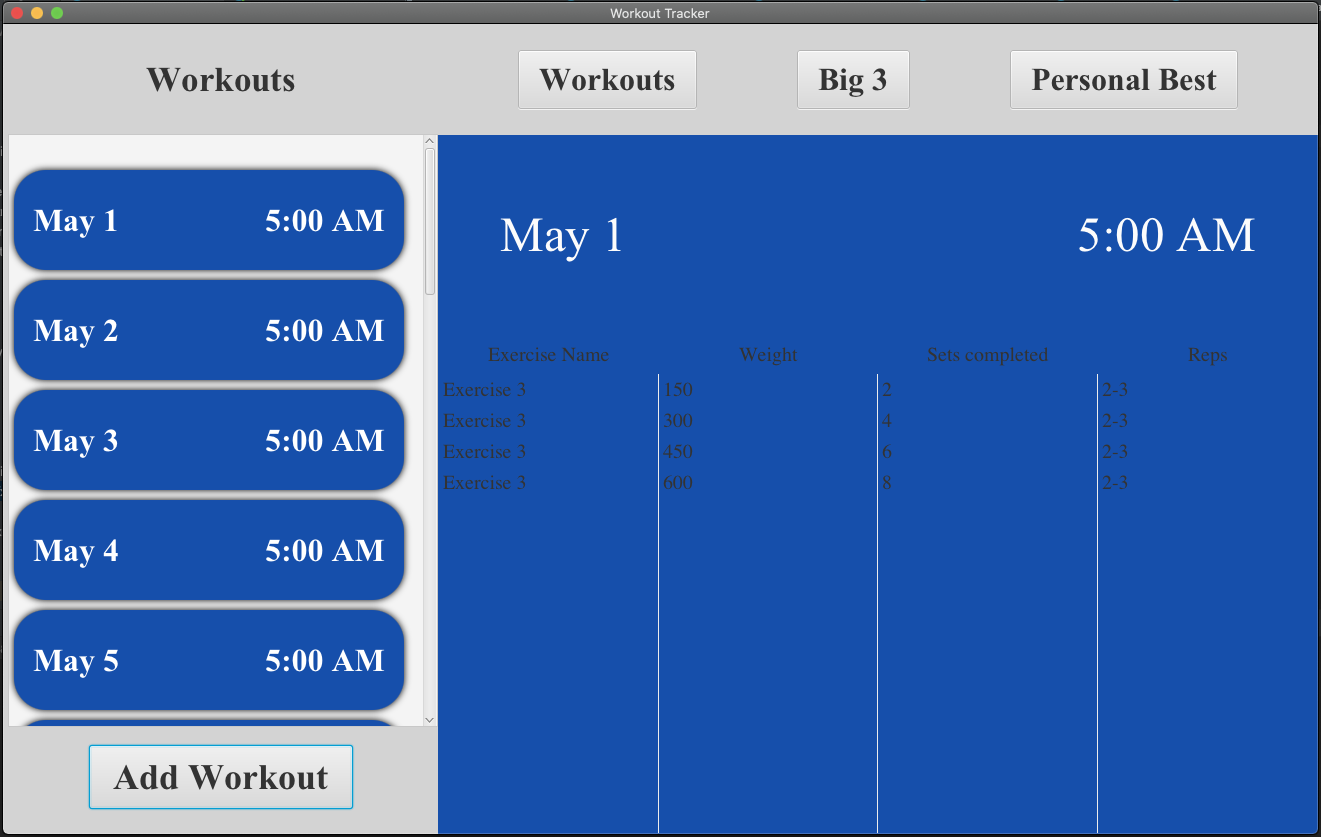 Workout Tracker
Workouts
Workouts Big 3 Personal Best
May 1 5:00 AM
May 2 5:00 AM
May 3 5:00 AM
May 4 5:00 AM
May 5 5:00 AM
Add Workout
May 1 5:00 AM
Exercise Name Weight Sets completed Reps
Exercise 3 150 2 2-3
Exercise 3 300 4 2-3
Exercise 3 450 6 2-3
Exercise 3 600 8 2-3